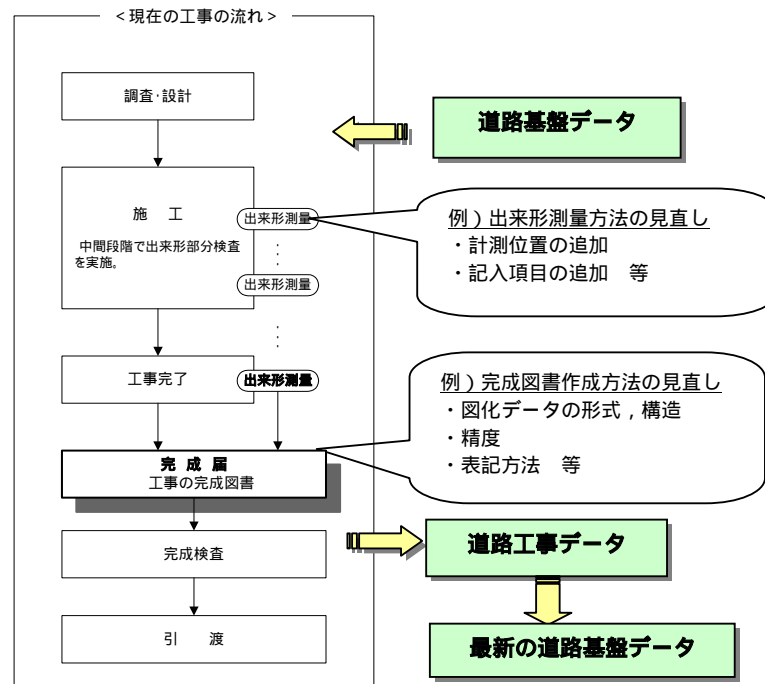 <現在の工事の流れ>
調査･設計
道路基盤データ
施 工
中間段階で出来形部分検査
を実施。
出来形測量
出来形測量
例）出来形測量方法の見直し
・計測位置の追加
・記入項目の追加 等
工事完了
出来形測量
例）完成図書作成方法の見直し
・図化データの形式，構造
・精度
・表記方法 等
完 成 届
工事の完成図書
完成検査
道路工事データ
引 渡
最新の道路基盤データ